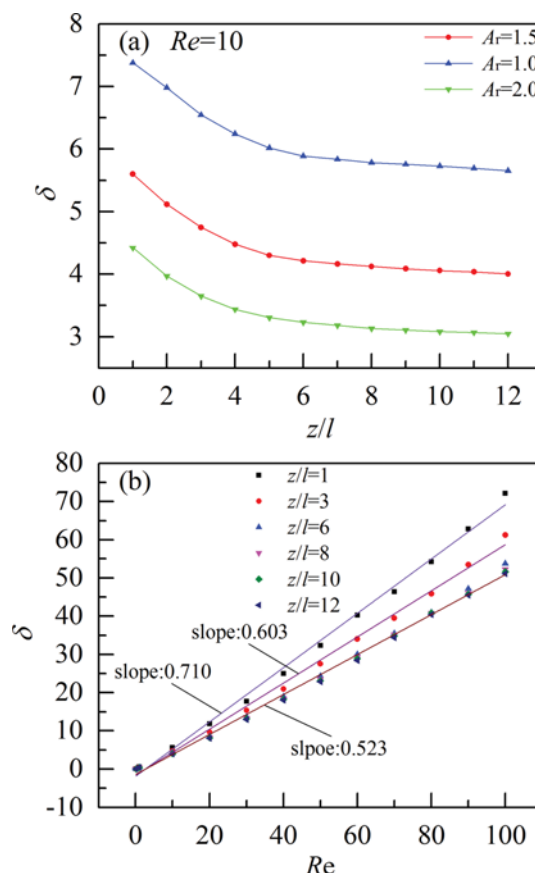 (a) Re=10
Ar=1.5
Ar=1.0
Ar=2.0
8
7
6
5
4
3
δ
0 2 4 6 8 10 12
z/l
(b)
z/l=1
z/l=3
z/l=6
z/l=8
z/l=10
z/l=12
80
70
60
50
40
30
20
10
0
-10
δ
slope:0.603
slope:0.710
slpoe:0.523
0 20 40 60 80 100
Re